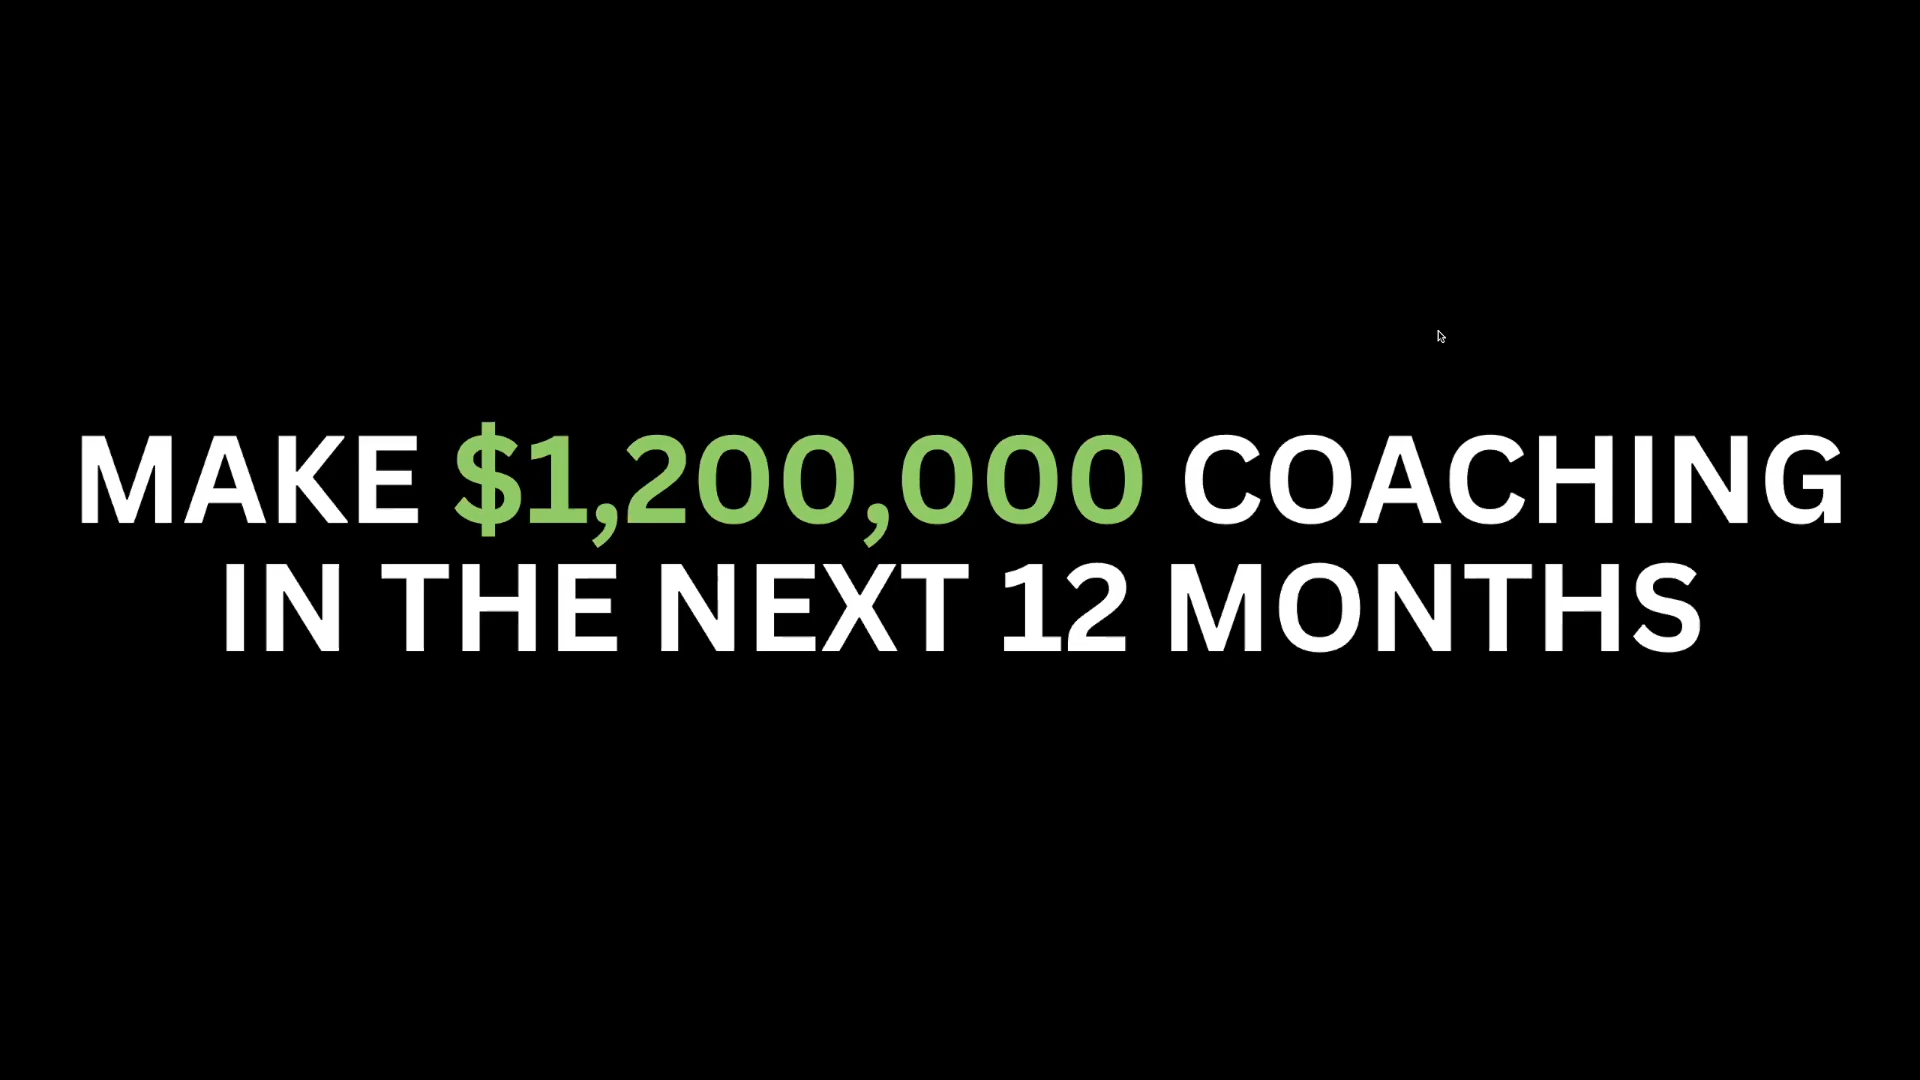 MAKE $1,200,000 COACHING
IN THE NEXT 12 MONTHS